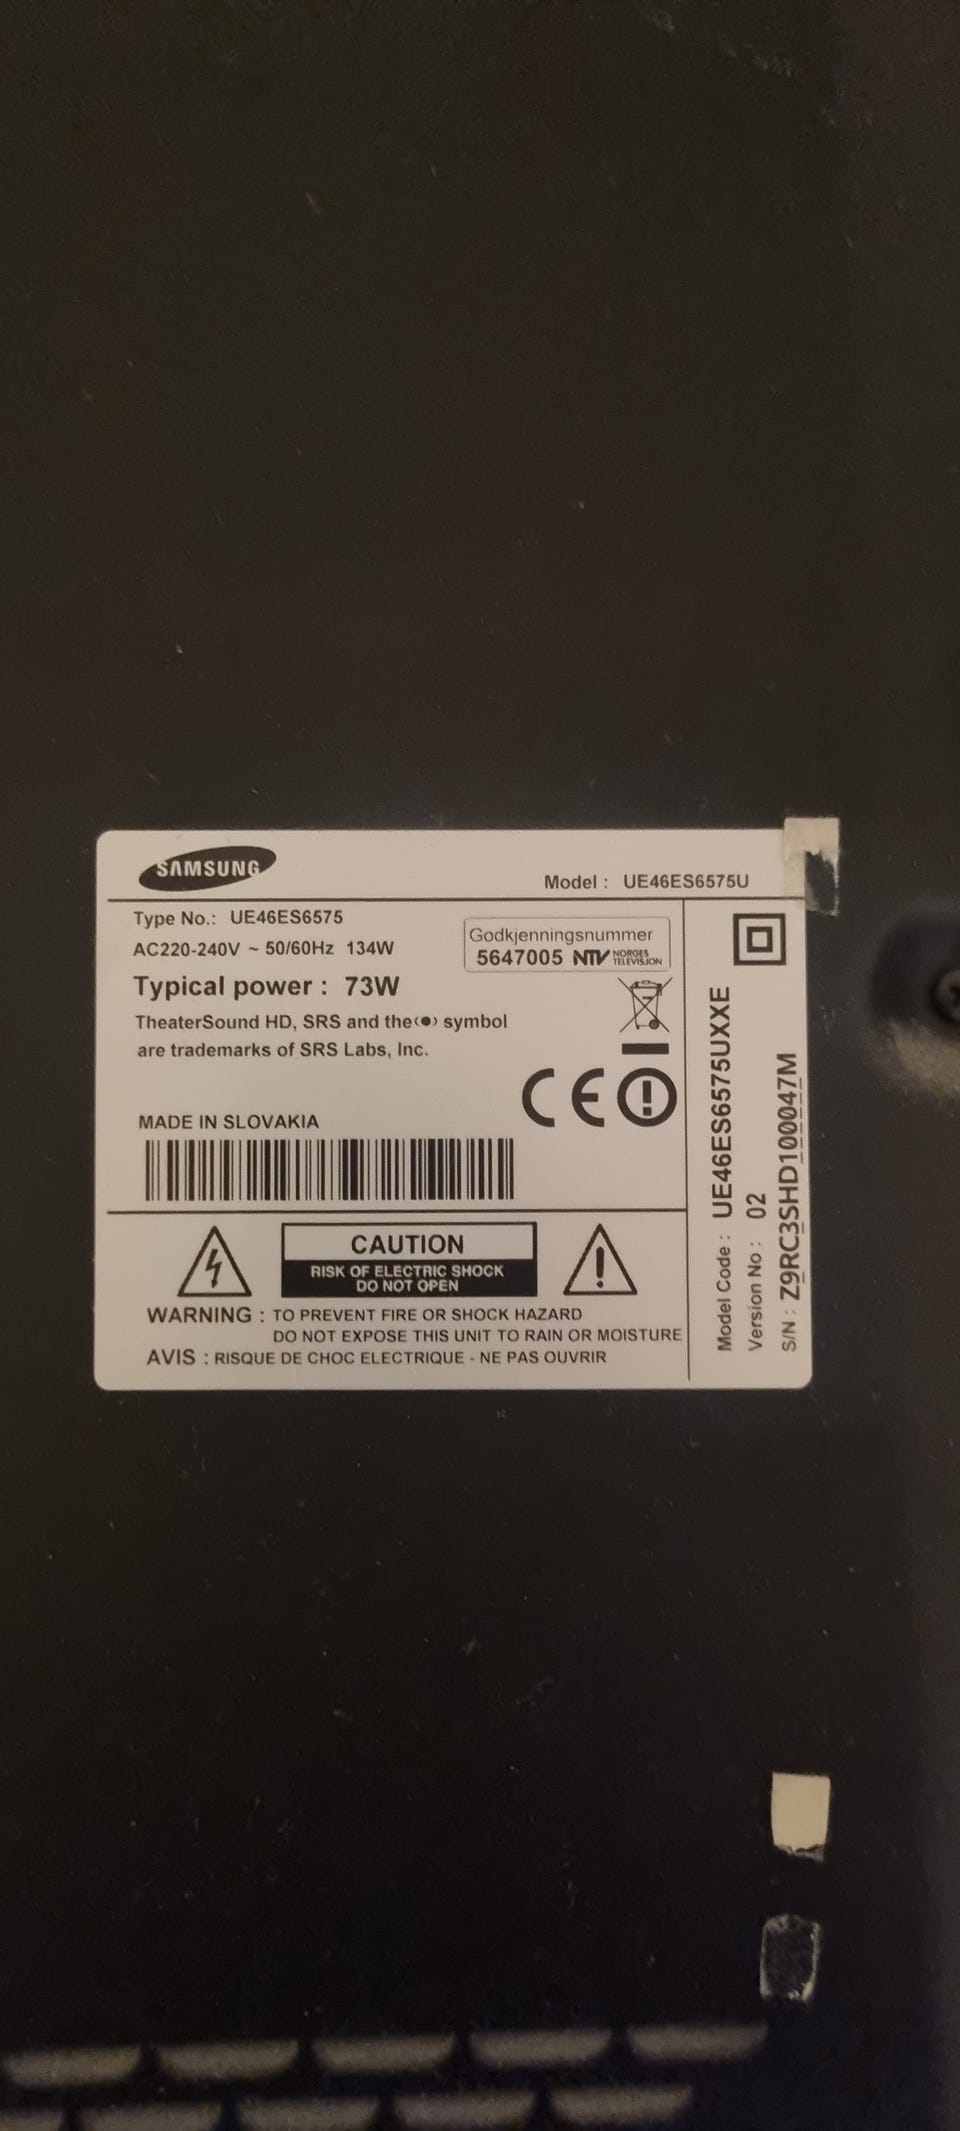 SAMSUNG
Model : UE46ES6575U
Type No.: UE46ES6575
AC220-240V ~ 50/60Hz 134W
Typical power : 73W
TheaterSound HD, SRS and the (●) symbol
are trademarks of SRS Labs, Inc.
Godkjenningsnummer
5647005 NTV NORGES TELEVISJON
CE
MADE IN SLOVAKIA
CAUTION
RISK OF ELECTRIC SHOCK
DO NOT OPEN
WARNING : TO PREVENT FIRE OR SHOCK HAZARD
DO NOT EXPOSE THIS UNIT TO RAIN OR MOISTURE
AVIS : RISQUE DE CHOC ELECTRIQUE - NE PAS OUVRIR
Model Code : UE46ES6575UXXE
Version No : 02
S/N : Z9RC3SHD100047M